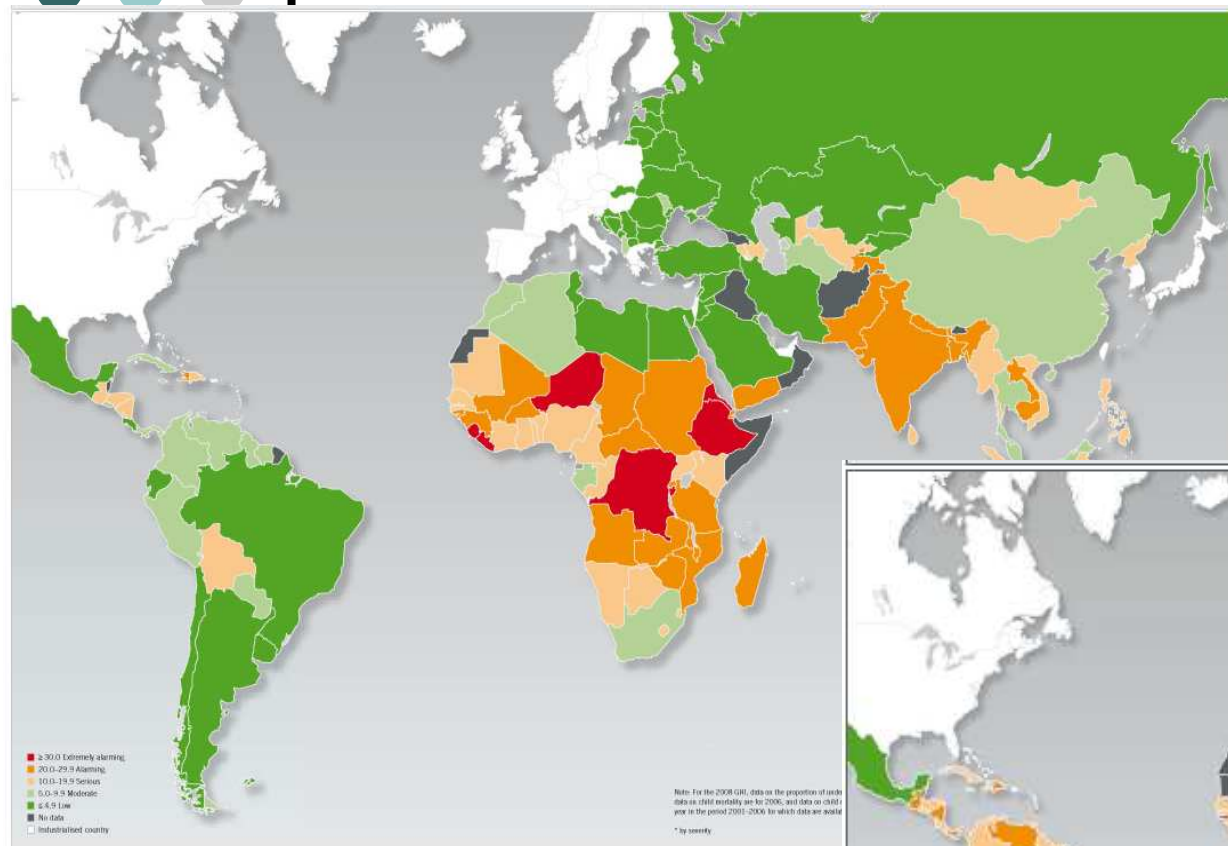 ≥ 30.0 Extremely alarming
20.0–29.9 Alarming
10.0–19.9 Serious
5.0–9.9 Moderate
≤ 4.9 Low
No data
Industrialised country
Note: For the 2008 GHI, data on the proportion of unde
data on child mortality are for 2006, and data on child
year in the period 2001–2006 for which data are availa
* by severity